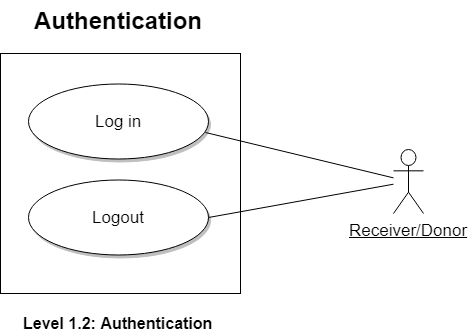 Authentication
Log in
Logout
Receiver/Donor
Level 1.2: Authentication